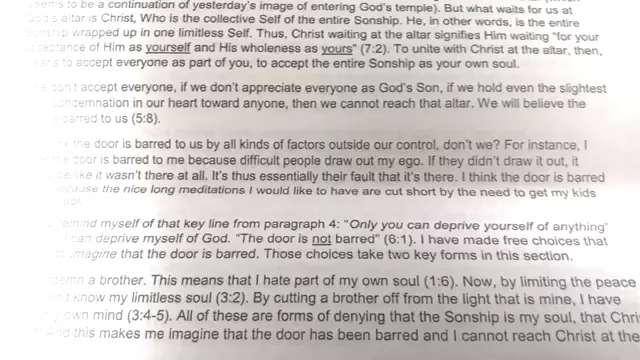 to be a continuation of yesterday's image of entering God's temple). But what waits for us at
God's altar is Christ, Who is the collective Self of the entire Sonship. He, in other words, is the entire
wrapped up in one limitless Self. Thus, Christ waiting at the altar signifies Him waiting "for your
acceptance of Him as yourself and His wholeness as yours" (7:2). To unite with Christ at the altar, then,
to accept everyone as part of you, to accept the entire Sonship as your own soul.
don't accept everyone, if we don't appreciate everyone as God's Son, if we hold even the slightest
condemnation in our heart toward anyone, then we cannot reach that altar. We will believe the
barred to us (5:8).
the door is barred to us by all kinds of factors outside our control, don't we? For instance, I
the door is barred to me because difficult people draw out my ego. If they didn't draw it out, it
like it wasn't there at all. It's thus essentially their fault that it's there. I think the door is barred
because the nice long meditations I would like to have are cut short by the need to get my kids
remind myself of that key line from paragraph 4: "Only you can deprive yourself of anything"
can deprive myself of God. "The door is not barred" (6:1). I have made free choices that
imagine that the door is barred. Those choices take two key forms in this section.
a brother. This means that I hate part of my own soul (1:6). Now, by limiting the peace
know my limitless soul (3:2). By cutting a brother off from the light that is mine, I have
own mind (3:4-5). All of these are forms of denying that the Sonship is my soul, that
And this makes me imagine that the door has been barred and I cannot reach Christ at the